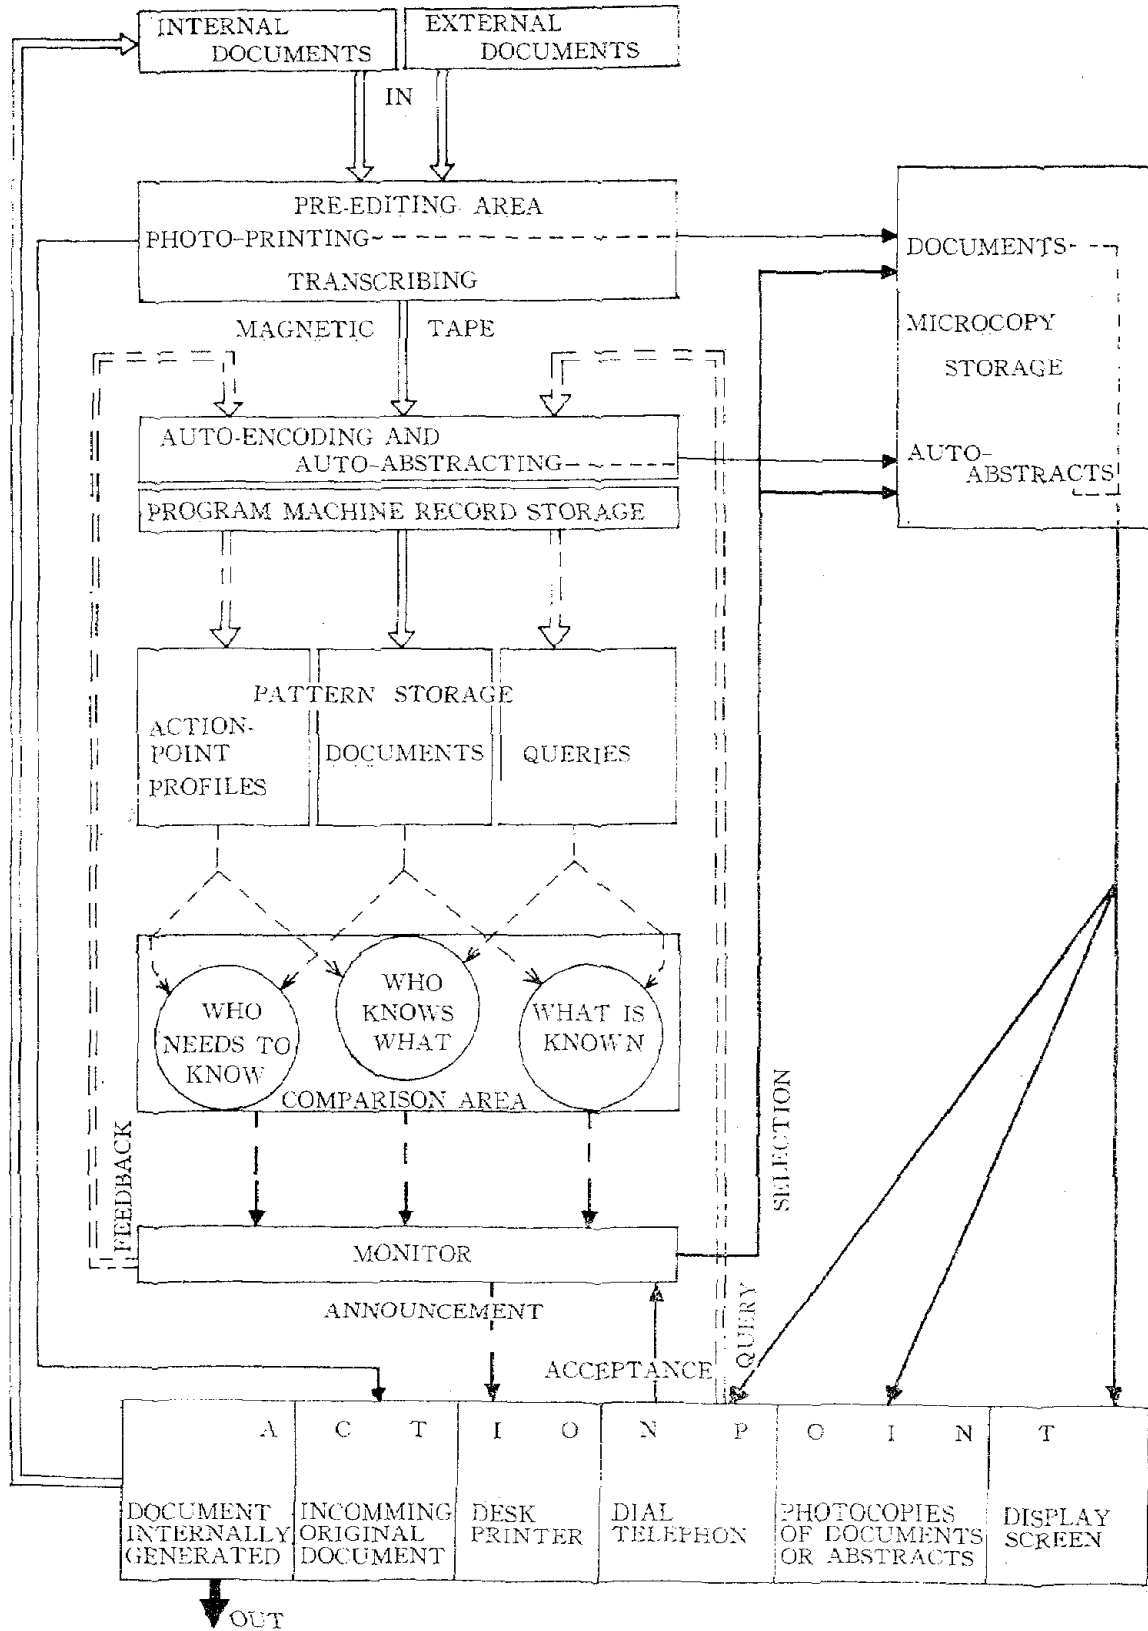 INTERNAL
DOCUMENTS
EXTERNAL
DOCUMENTS
IN
PRE-EDITING AREA
PHOTO-PRINTING
TRANSCRIBING
MAGNETIC TAPE
DOCUMENTS
MICROCOPY
STORAGE
AUTO-
ABSTRACTS
AUTO-ENCODING AND
AUTO-ABSTRACTING
PROGRAM MACHINE RECORD STORAGE
PATTERN STORAGE
ACTION-
POINT
PROFILES
DOCUMENTS
QUERIES
WHO
NEEDS TO
KNOW
WHO
KNOWS
WHAT
WHAT IS
KNOWN
COMPARISON AREA
FEEDBACK
SELECTION
MONITOR
ANNOUNCEMENT
ACCEPTANCE
QUERY
A C T I O N P O I N T
DOCUMENT
INTERNALLY
GENERATED
INCOMMING
ORIGINAL
DOCUMENT
DESK
PRINTER
DIAL
TELEPHON
PHOTOCOPIES
OF DOCUMENTS
OR ABSTRACTS
DISPLAY
SCREEN
OUT